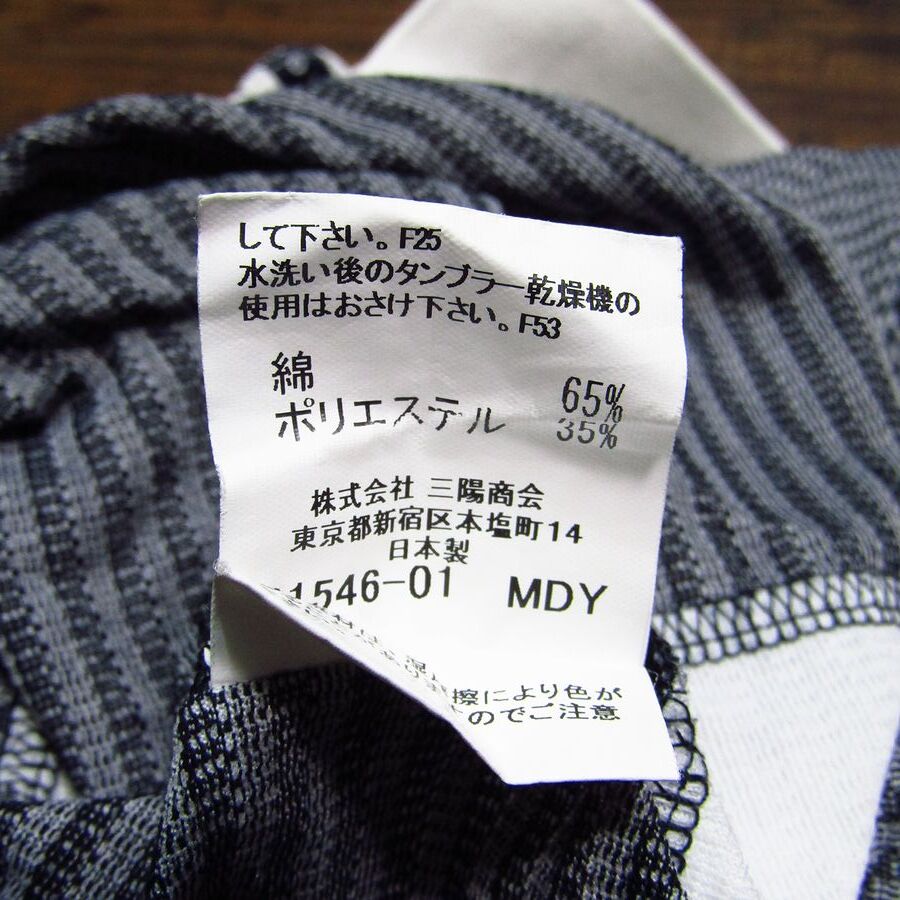 して下さい。F25
水洗い後のタンブラー乾燥機の
使用はおさけ下さい。F53
綿 65%
ポリエステル 35%
株式会社 三陽商会
東京都新宿区本塩町14
日本製
1546-01 MDY
擦により色が
のでご注意